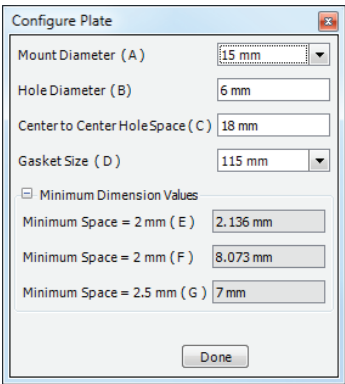 Configure Plate
Mount Diameter ( A ) 15 mm
Hole Diameter ( B ) 6 mm
Center to Center Hole Space ( C ) 18 mm
Gasket Size ( D ) 115 mm
Minimum Dimension Values
Minimum Space = 2 mm ( E ) 2.136 mm
Minimum Space = 2 mm ( F ) 8.073 mm
Minimum Space = 2.5 mm ( G ) 7 mm
Done